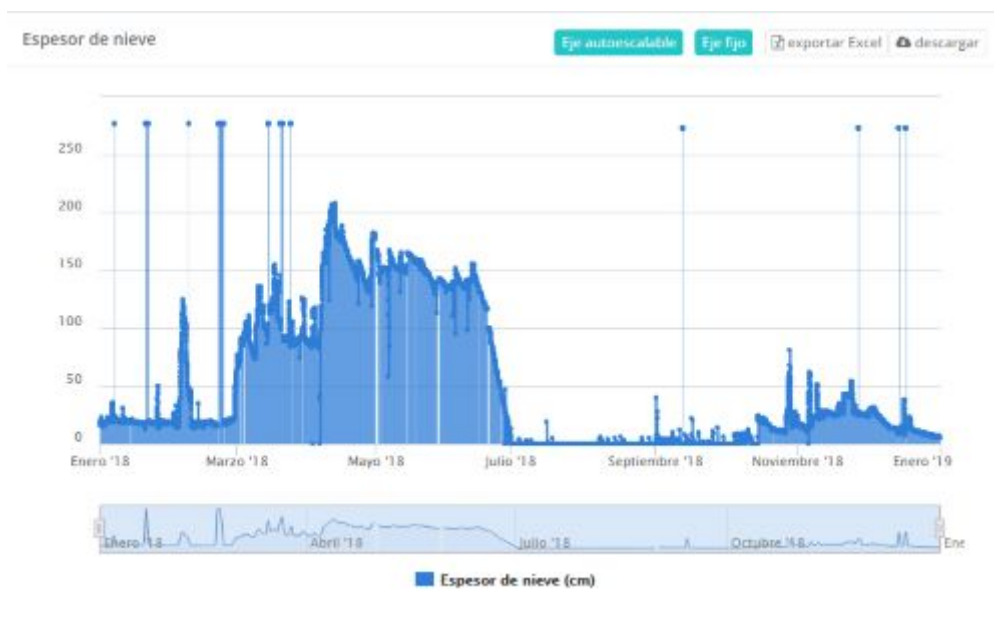 Espesor de nieve
Eje autoescalable Eje fijo exportar Excel descargar
250
200
150
100
50
0
Enero '18 Marzo '18 Mayo '18 Julio '18 Septiembre '18 Noviembre '18 Enero '19
Enero '18 Abril '18 Julio '18 Octubre '18 Ene
Espesor de nieve (cm)